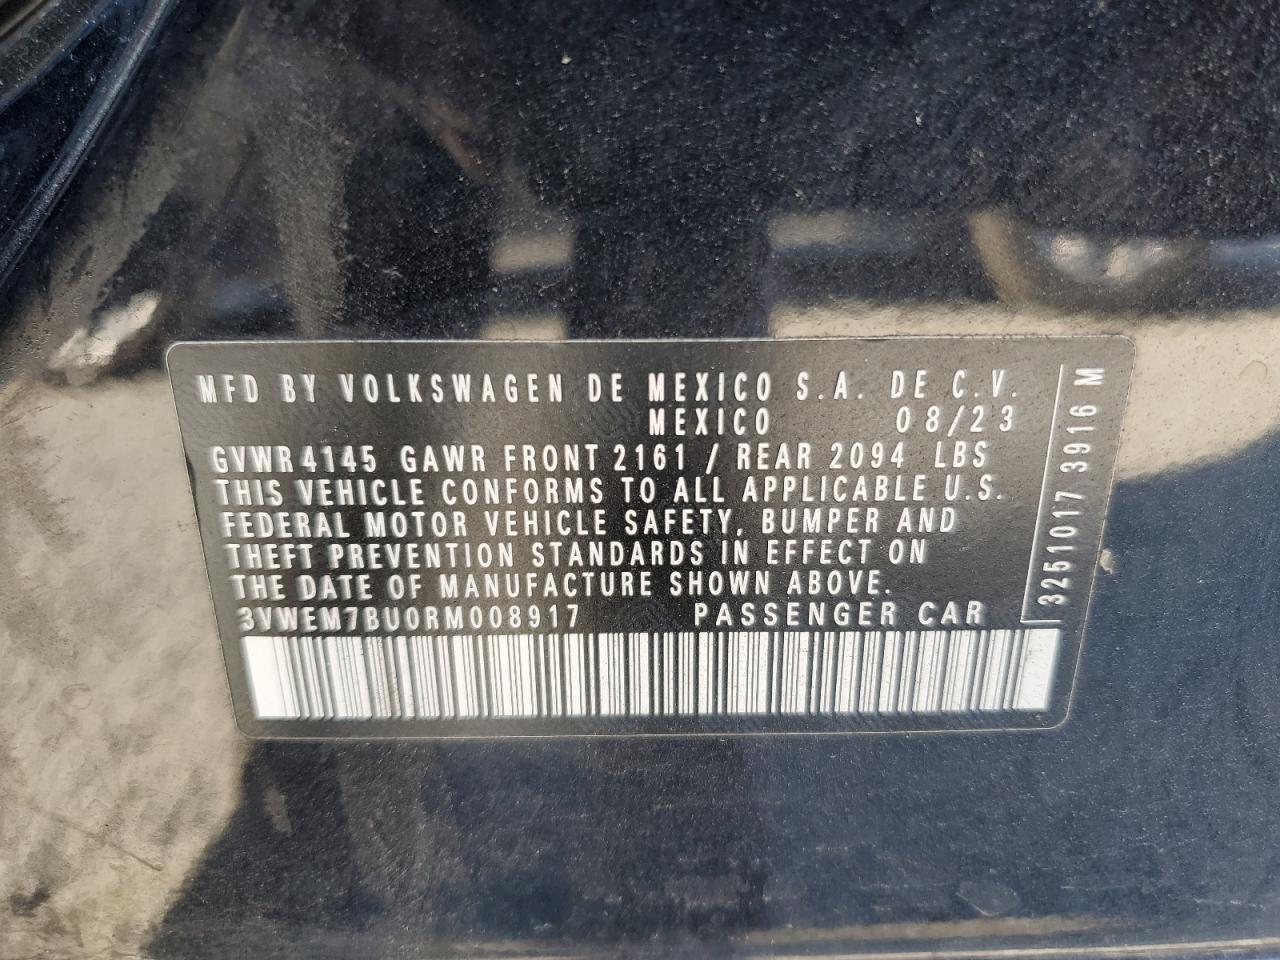 MFD BY VOLKSWAGEN DE MEXICO S.A. DE C.V.
MEXICO 08/23
GVWR 4145 GAWR FRONT 2161 / REAR 2094 LBS
THIS VEHICLE CONFORMS TO ALL APPLICABLE U.S.
FEDERAL MOTOR VEHICLE SAFETY, BUMPER AND
THEFT PREVENTION STANDARDS IN EFFECT ON
THE DATE OF MANUFACTURE SHOWN ABOVE.
3VWEM7BU0RM008917 PASSENGER CAR
3251017 3916 M